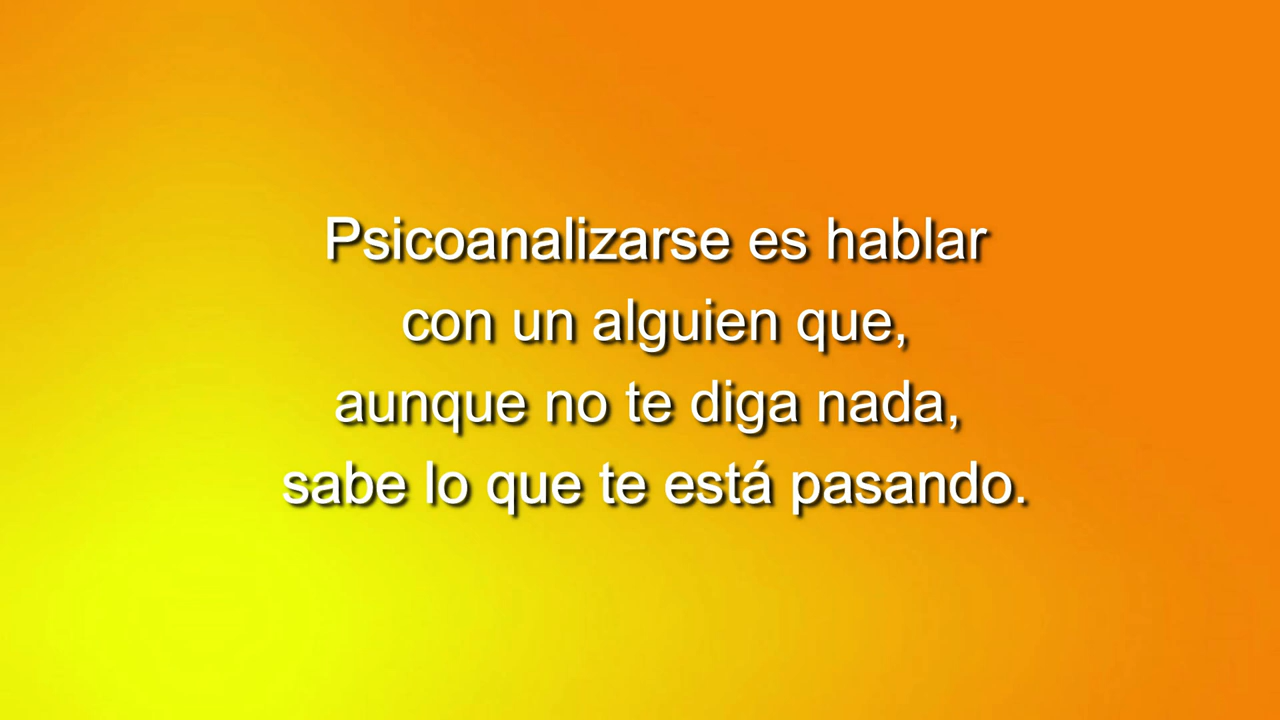 Psicoanalizarse es hablar
con un alguien que,
aunque no te diga nada,
sabe lo que te está pasando.